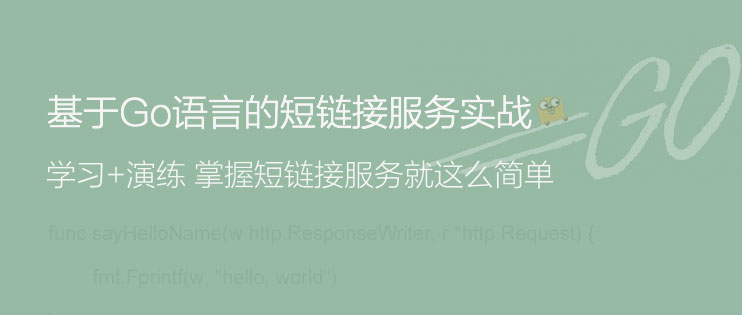 基于Go语言的短链接服务实战
GO
学习+演练 掌握短链接服务就这么简单
func sayHelloName(w http.ResponseWriter, r *http.Request) {
fmt.Fprintf(w, "hello, world")